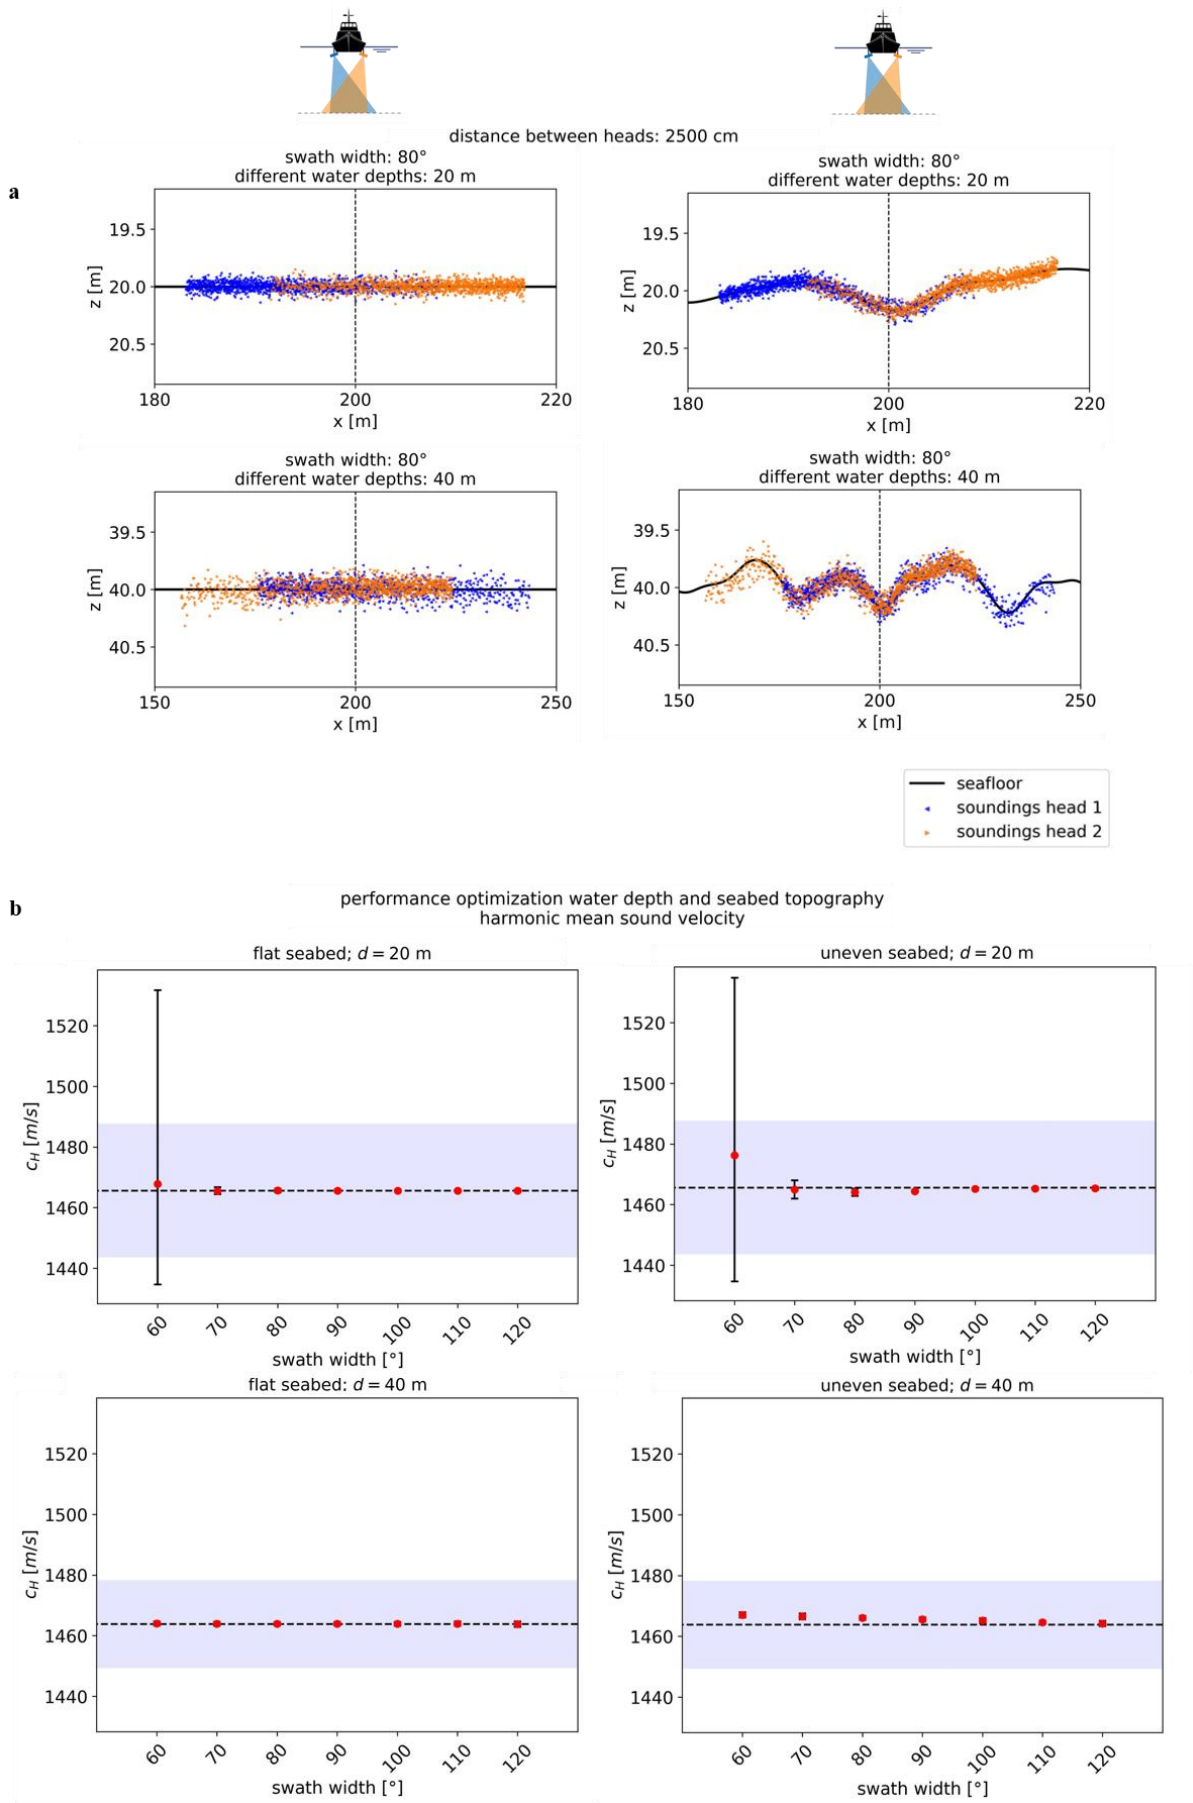 distance between heads: 2500 cm
a
swath width: 80°
different water depths: 20 m
19.5
20.0
20.5
z [m]
180
200
220
x [m]
swath width: 80°
different water depths: 20 m
19.5
20.0
20.5
z [m]
180
200
220
x [m]
swath width: 80°
different water depths: 40 m
39.5
40.0
40.5
z [m]
150
200
250
x [m]
swath width: 80°
different water depths: 40 m
39.5
40.0
40.5
z [m]
150
200
250
x [m]
seafloor
soundings head 1
soundings head 2
b
performance optimization water depth and seabed topography
harmonic mean sound velocity
flat seabed; d = 20 m
1520
1500
1480
1460
1440
c_H [m/s]
60
70
80
90
100
110
120
swath width [°]
uneven seabed; d = 20 m
1520
1500
1480
1460
1440
c_H [m/s]
60
70
80
90
100
110
120
swath width [°]
flat seabed; d = 40 m
1520
1500
1480
1460
1440
c_H [m/s]
60
70
80
90
100
110
120
swath width [°]
uneven seabed; d = 40 m
1520
1500
1480
1460
1440
c_H [m/s]
60
70
80
90
100
110
120
swath width [°]